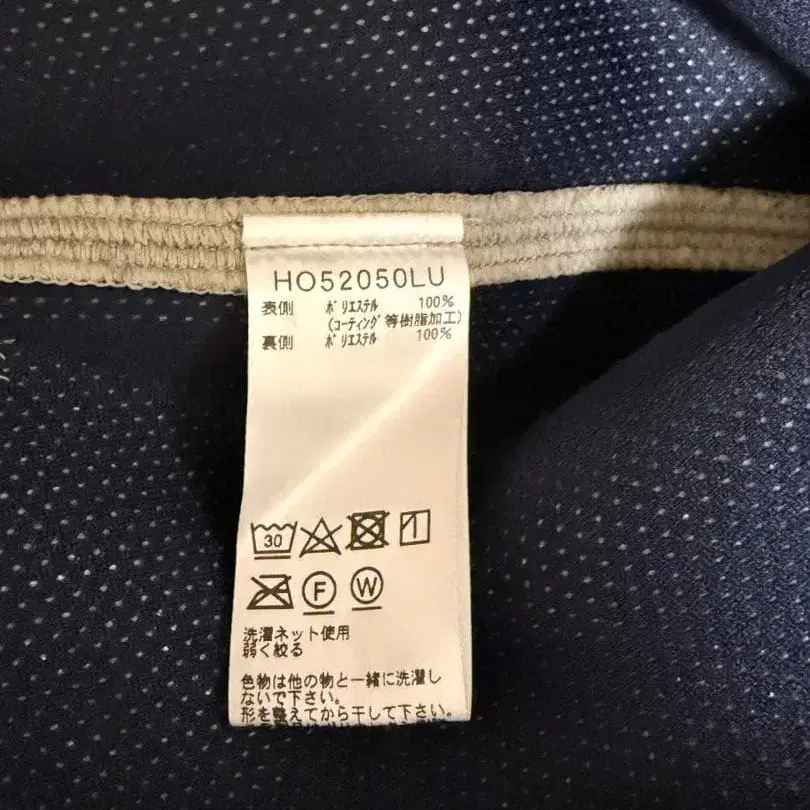 HO52050LU
表側 ポリエステル 100%
(コーティング等樹脂加工)
裏側 ポリエステル 100%
30
F W
洗濯ネット使用
弱く絞る
色物は他の物と一緒に洗濯し
ないで下さい。
形を整えてから干して下さい。